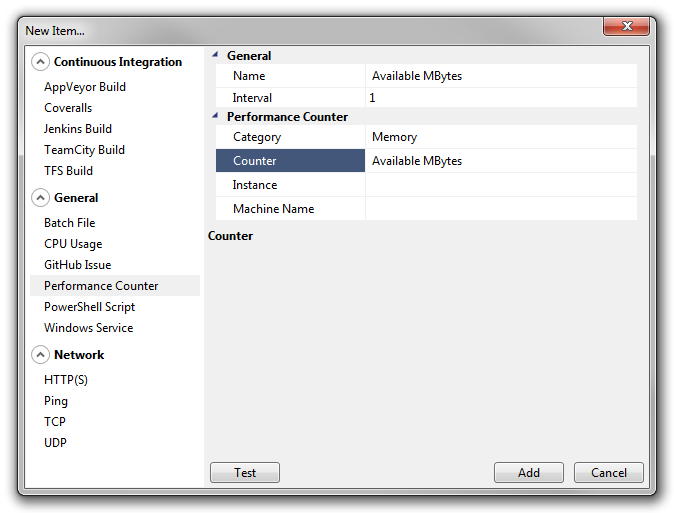 New Item...
Continuous Integration
AppVeyor Build
Coveralls
Jenkins Build
TeamCity Build
TFS Build
General
Batch File
CPU Usage
GitHub Issue
Performance Counter
PowerShell Script
Windows Service
Network
HTTP(S)
Ping
TCP
UDP
General
Name Available MBytes
Interval 1
Performance Counter
Category Memory
Counter Available MBytes
Instance
Machine Name
Counter
Test Add Cancel